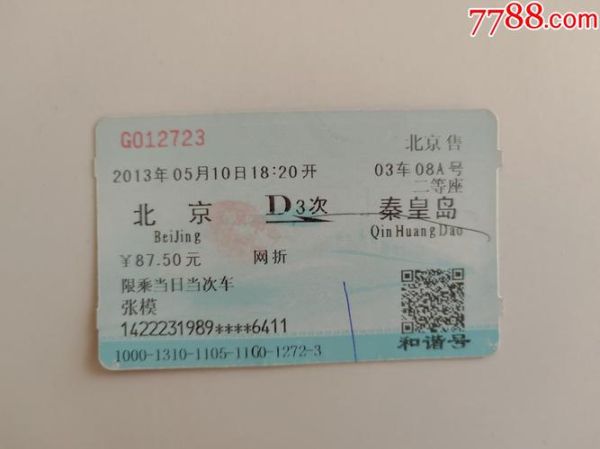 7788.com
G012723
北京 售
2013年05月10日18:20开
03车 08A号
二等座
北 京
D3次
秦皇岛
BeiJing
QinHuangDao
￥87.50元
网折
限乘当日当次车
张模
1422231989****6411
和谐号
1000-1310-1105-1160-1272-3